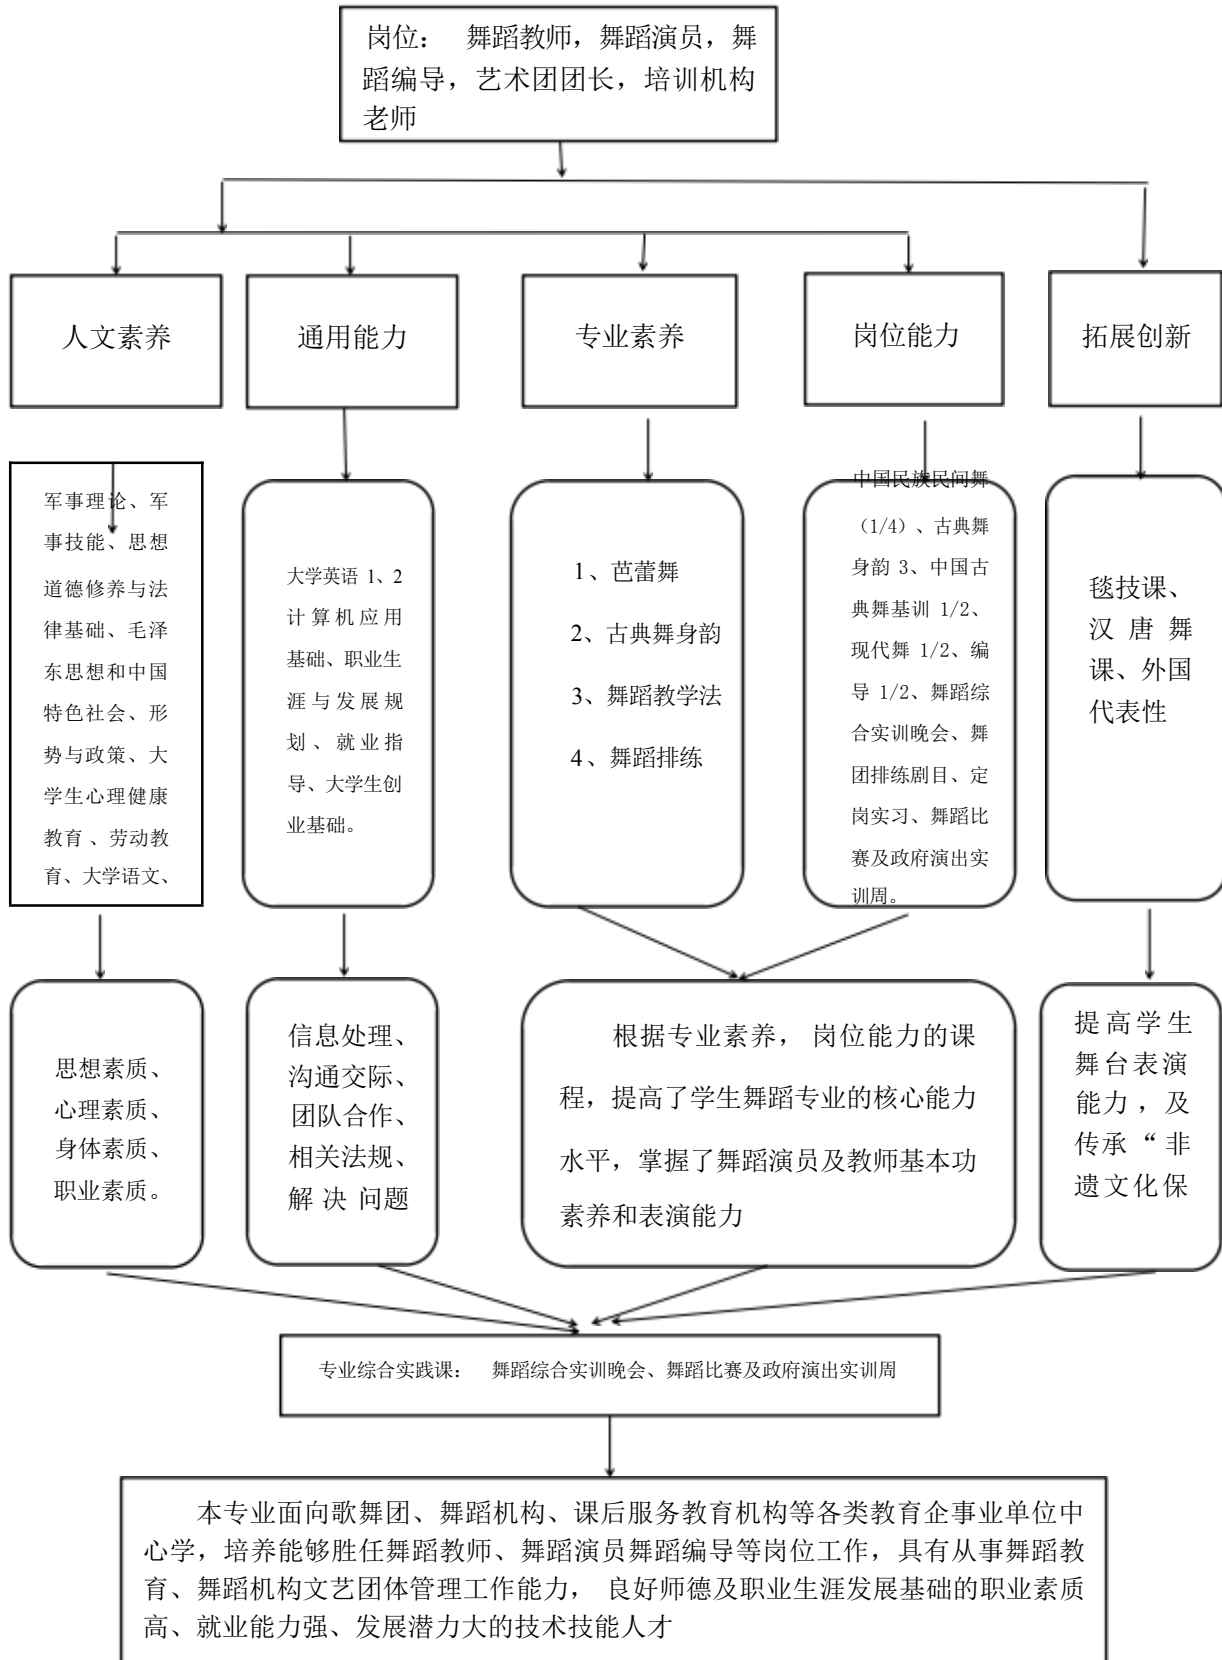 岗位： 舞蹈教师，舞蹈演员，舞
蹈编导，艺术团团长，培训机构
老师
人文素养
通用能力
专业素养
岗位能力
拓展创新
军事理论、军
事技能、思想
道德修养与法
律基础、毛泽
东思想和中国
特色社会、形
势与政策、大
学生心理健康
教育 、劳动教
育、大学语文、
大学英语 1、2
计算机应用
基础、职业生
涯与发展规
划、就业指
导、大学生创
业基础。
1、芭蕾舞
2、古典舞身韵
3、舞蹈教学法
4 、舞蹈排练
中国民族民间舞
（1/4）、古典舞
身韵 3、中国古
典舞基训 1/2、
现代舞 1/2、编
导 1/2、舞蹈综
合实训晚会、舞
团排练剧目、定
岗实习、舞蹈比
赛及政府演出实
训周。
毯技课、
汉唐舞
课、外国
代表性
思想素质、
心理素质、
身体素质、
职业素质。
信息处理、
沟通交际、
团队合作、
相关法规、
解 决 问题
根据专业素养， 岗位能力的课
程，提高了学生舞蹈专业的核心能力
水平，掌握了舞蹈演员及教师基本功
素养和表演能力
提高学生
舞台表演
能力，及
传承“非
遗文化保
专业综合实践课： 舞蹈综合实训晚会、舞蹈比赛及政府演出实训周
本专业面向歌舞团、舞蹈机构、课后服务教育机构等各类教育企事业单位中
心学，培养能够胜任舞蹈教师、舞蹈演员舞蹈编导等岗位工作，具有从事舞蹈教
育、舞蹈机构文艺团体管理工作能力， 良好师德及职业生涯发展基础的职业素质
高、就业能力强、发展潜力大的技术技能人才